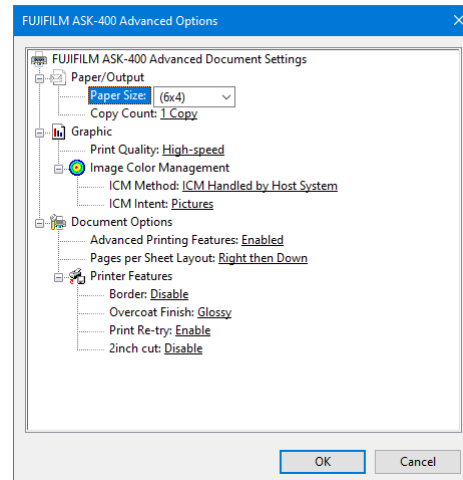 FUJIFILM ASK-400 Advanced Options
FUJIFILM ASK-400 Advanced Document Settings
Paper/Output
Paper Size: (6x4)
Copy Count: 1 Copy
Graphic
Print Quality: High-speed
Image Color Management
ICM Method: ICM Handled by Host System
ICM Intent: Pictures
Document Options
Advanced Printing Features: Enabled
Pages per Sheet Layout: Right then Down
Printer Features
Border: Disable
Overcoat Finish: Glossy
Print Re-try: Enable
2inch cut: Disable
OK Cancel